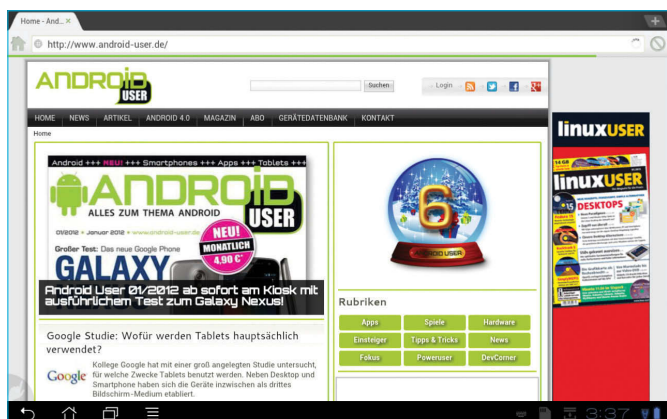 Home - And...
http://www.android-user.de/
ANDROID USER
Suchen
Login
HOME NEWS ARTIKEL ANDROID 4.0 MAGAZIN ABO GERÄTEDATENBANK KONTAKT
Home
Android +++ NEU! +++ Smartphones +++ Apps +++ Tablets +++
ANDROID USER
ALLES ZUM THEMA ANDROID
01/2012 • Januar 2012 • www.android-user.de
NEU!
MONATLICH
4,90 €*
Großer Test: Das neue Google Phone
GALAXY
Android User 01/2012 ab sofort am Kiosk mit
ausführlichem Test zum Galaxy Nexus!
Google Studie: Wofür werden Tablets hauptsächlich
verwendet?
Google
Kollege Google hat mit einer groß angelegten Studie untersucht,
für welche Zwecke Tablets benutzt werden. Neben Desktop und
Smartphone haben sich die Geräte inzwischen als drittes
Bildschirm-Medium etabliert.
6
ANDROID USER
Rubriken
Apps Spiele Hardware
Einsteiger Tipps & Tricks News
Fokus Poweruser DevCorner
linuxUSER
linuxUSER
DESKTOPS
3:37